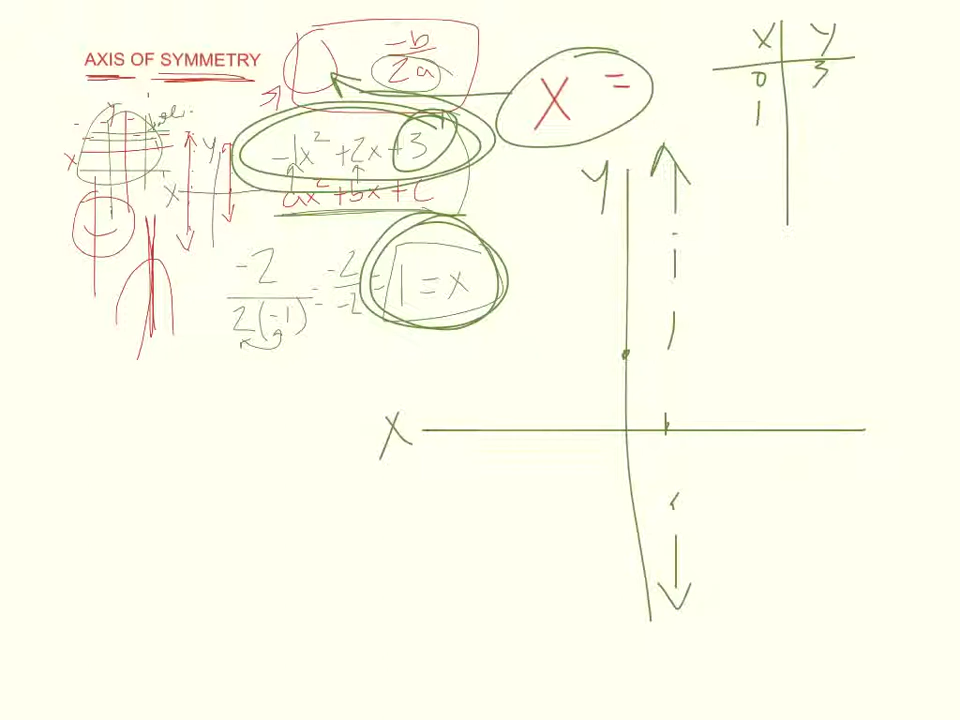 AXIS OF SYMMETRY
-b
2a
X =
X Y
0 3
1
-1x² + 2x + 3
ax² + bx + c
Y
X
Y
X
-2
2(-1)
= -2
-2
= 1 = x
Y
X